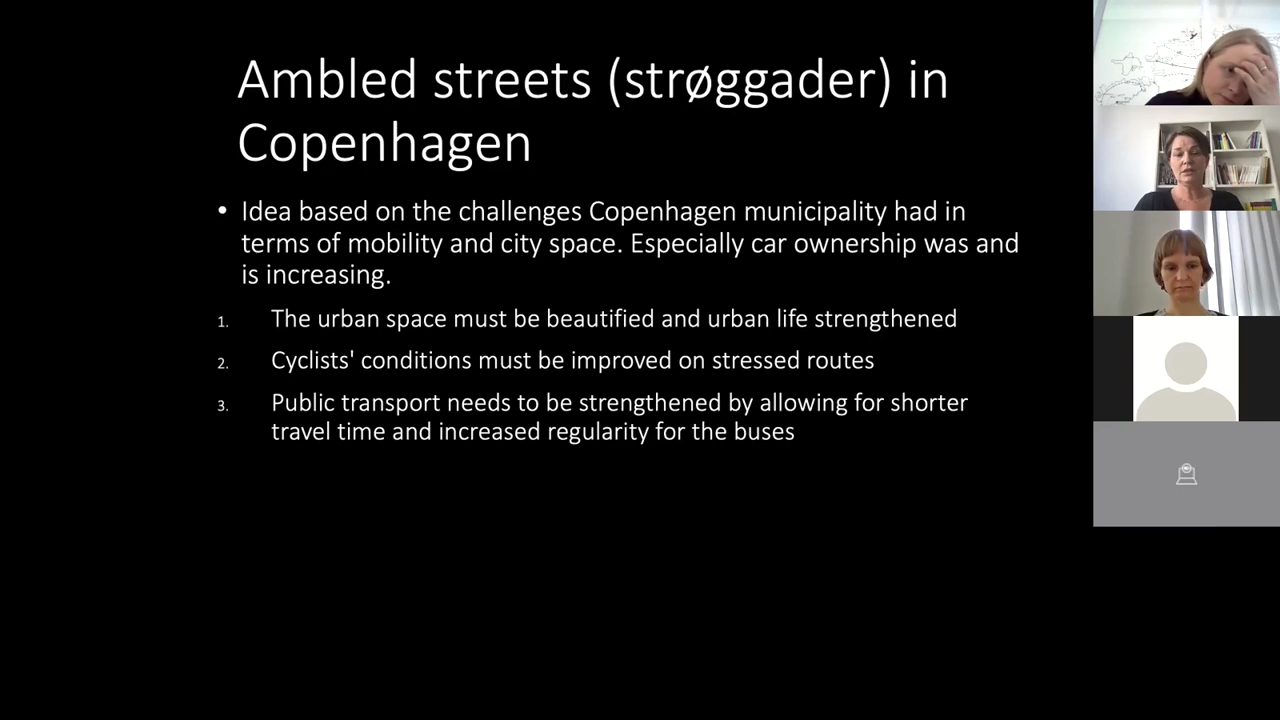 Ambled streets (strøggader) in
Copenhagen
• Idea based on the challenges Copenhagen municipality had in
terms of mobility and city space. Especially car ownership was and
is increasing.
1. The urban space must be beautified and urban life strengthened
2. Cyclists' conditions must be improved on stressed routes
3. Public transport needs to be strengthened by allowing for shorter
travel time and increased regularity for the buses